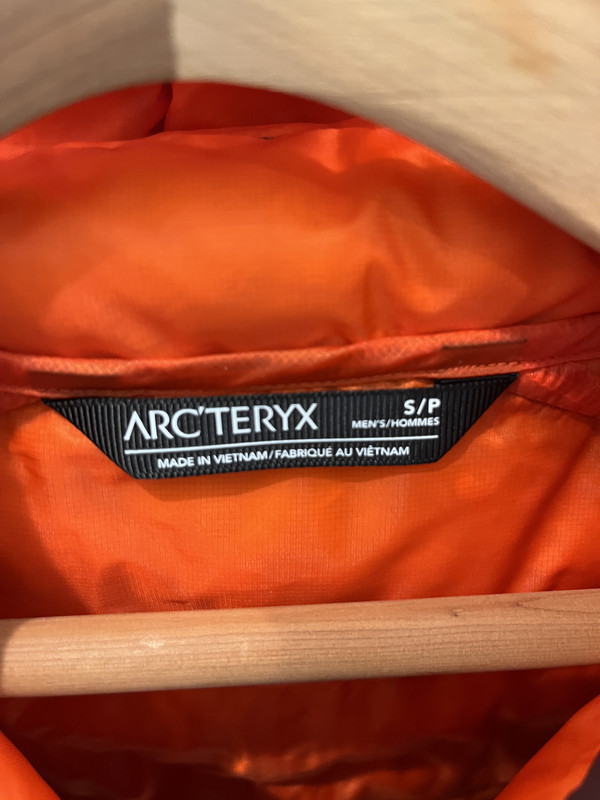 ARC'TERYX
S/P
MEN'S/HOMMES
MADE IN VIETNAM/FABRIQUÉ AU VIÊTNAM